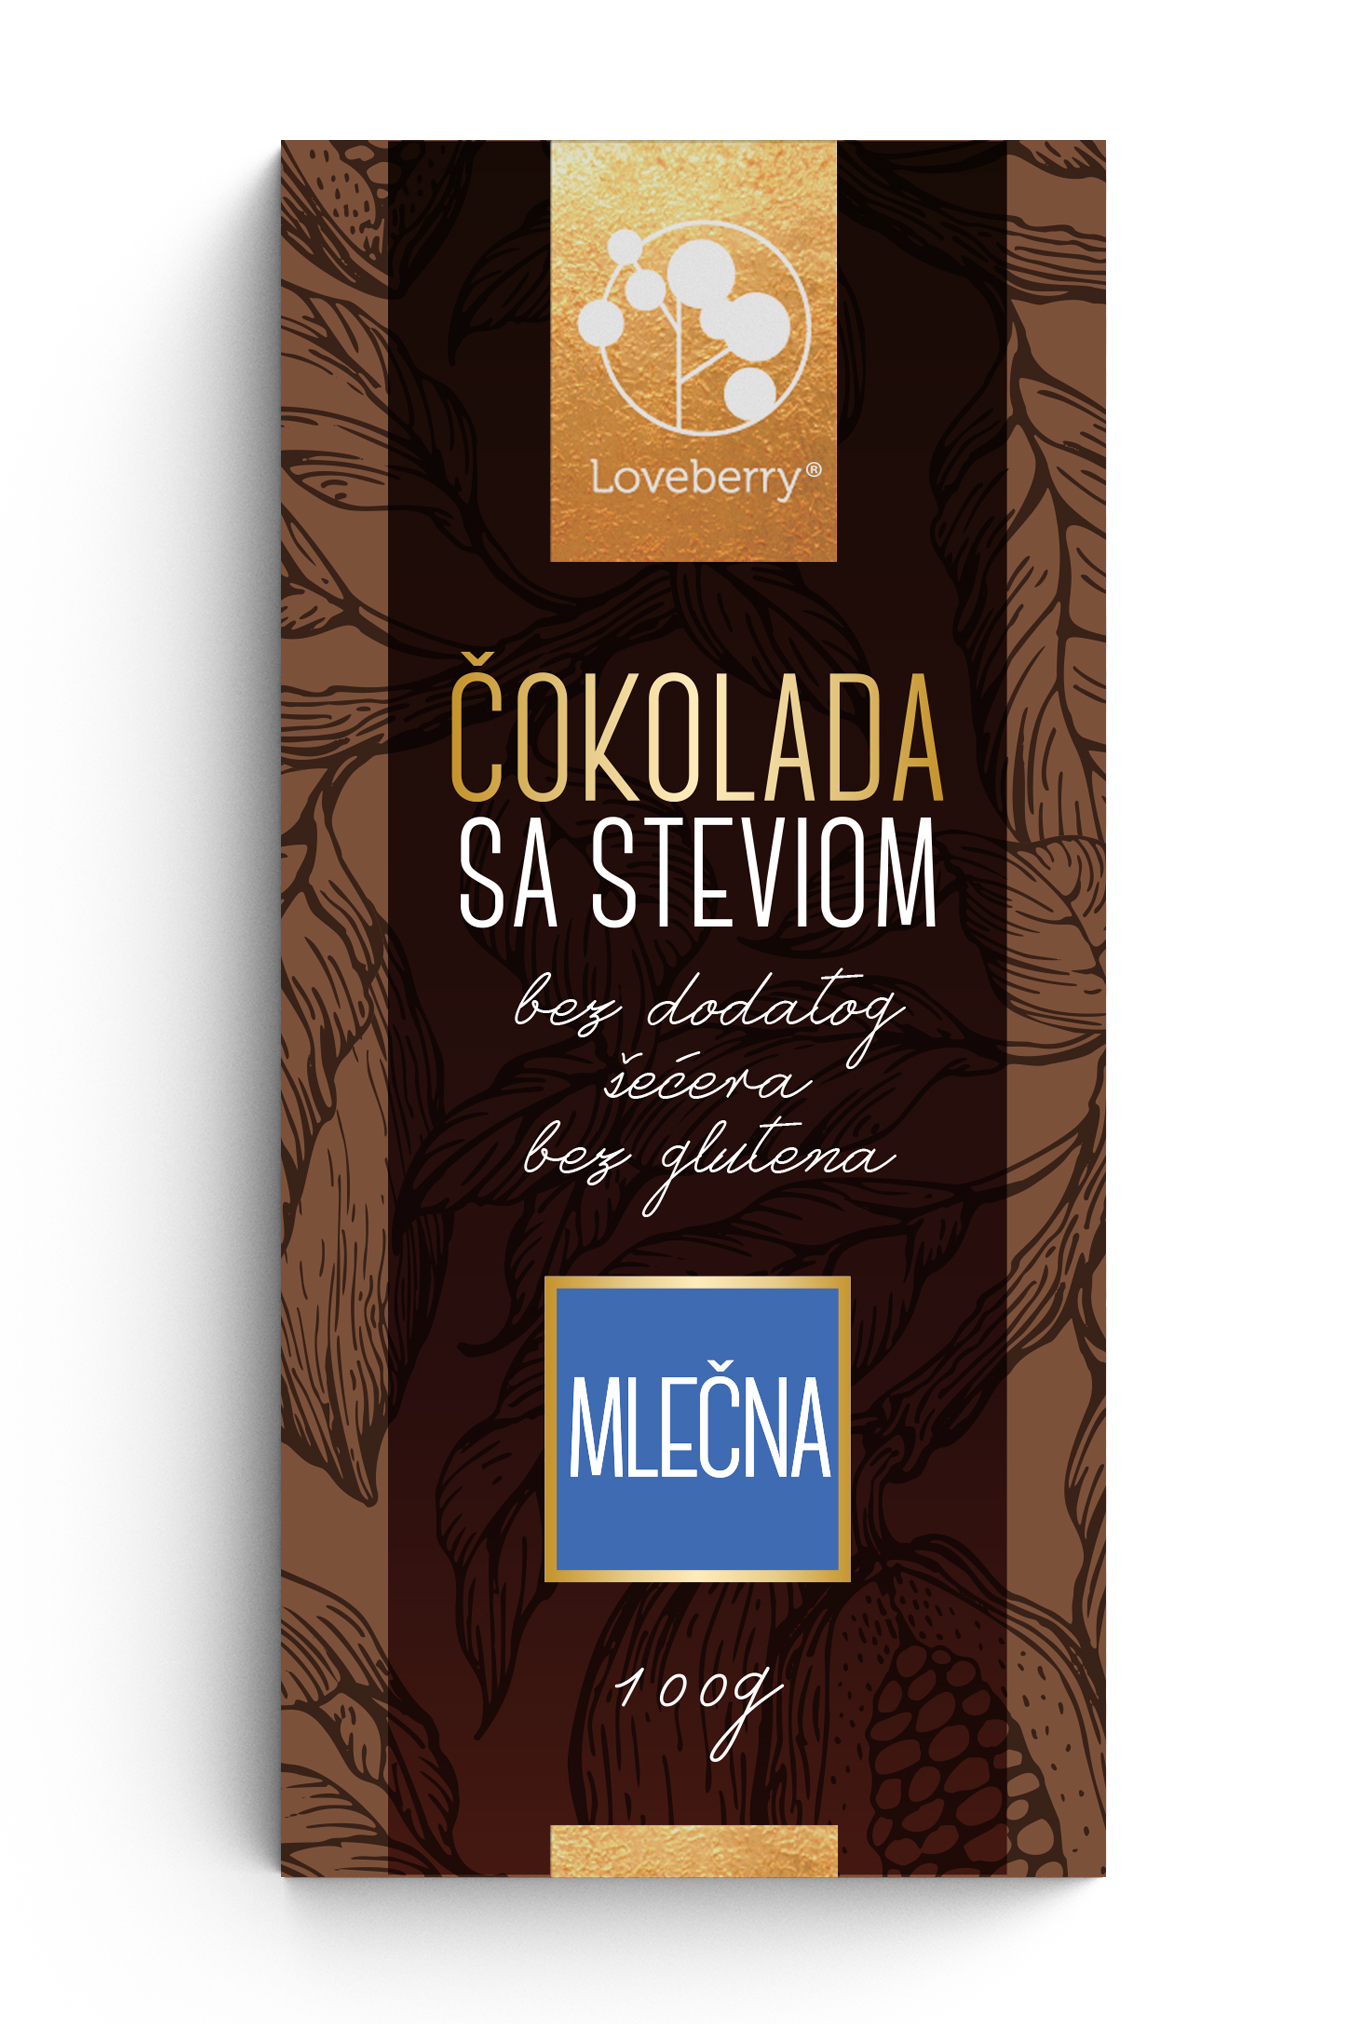 Loveberry®
ČOKOLADA
SA STEVIOM
bez dodatog
šećera
bez glutena
MLEČNA
100g